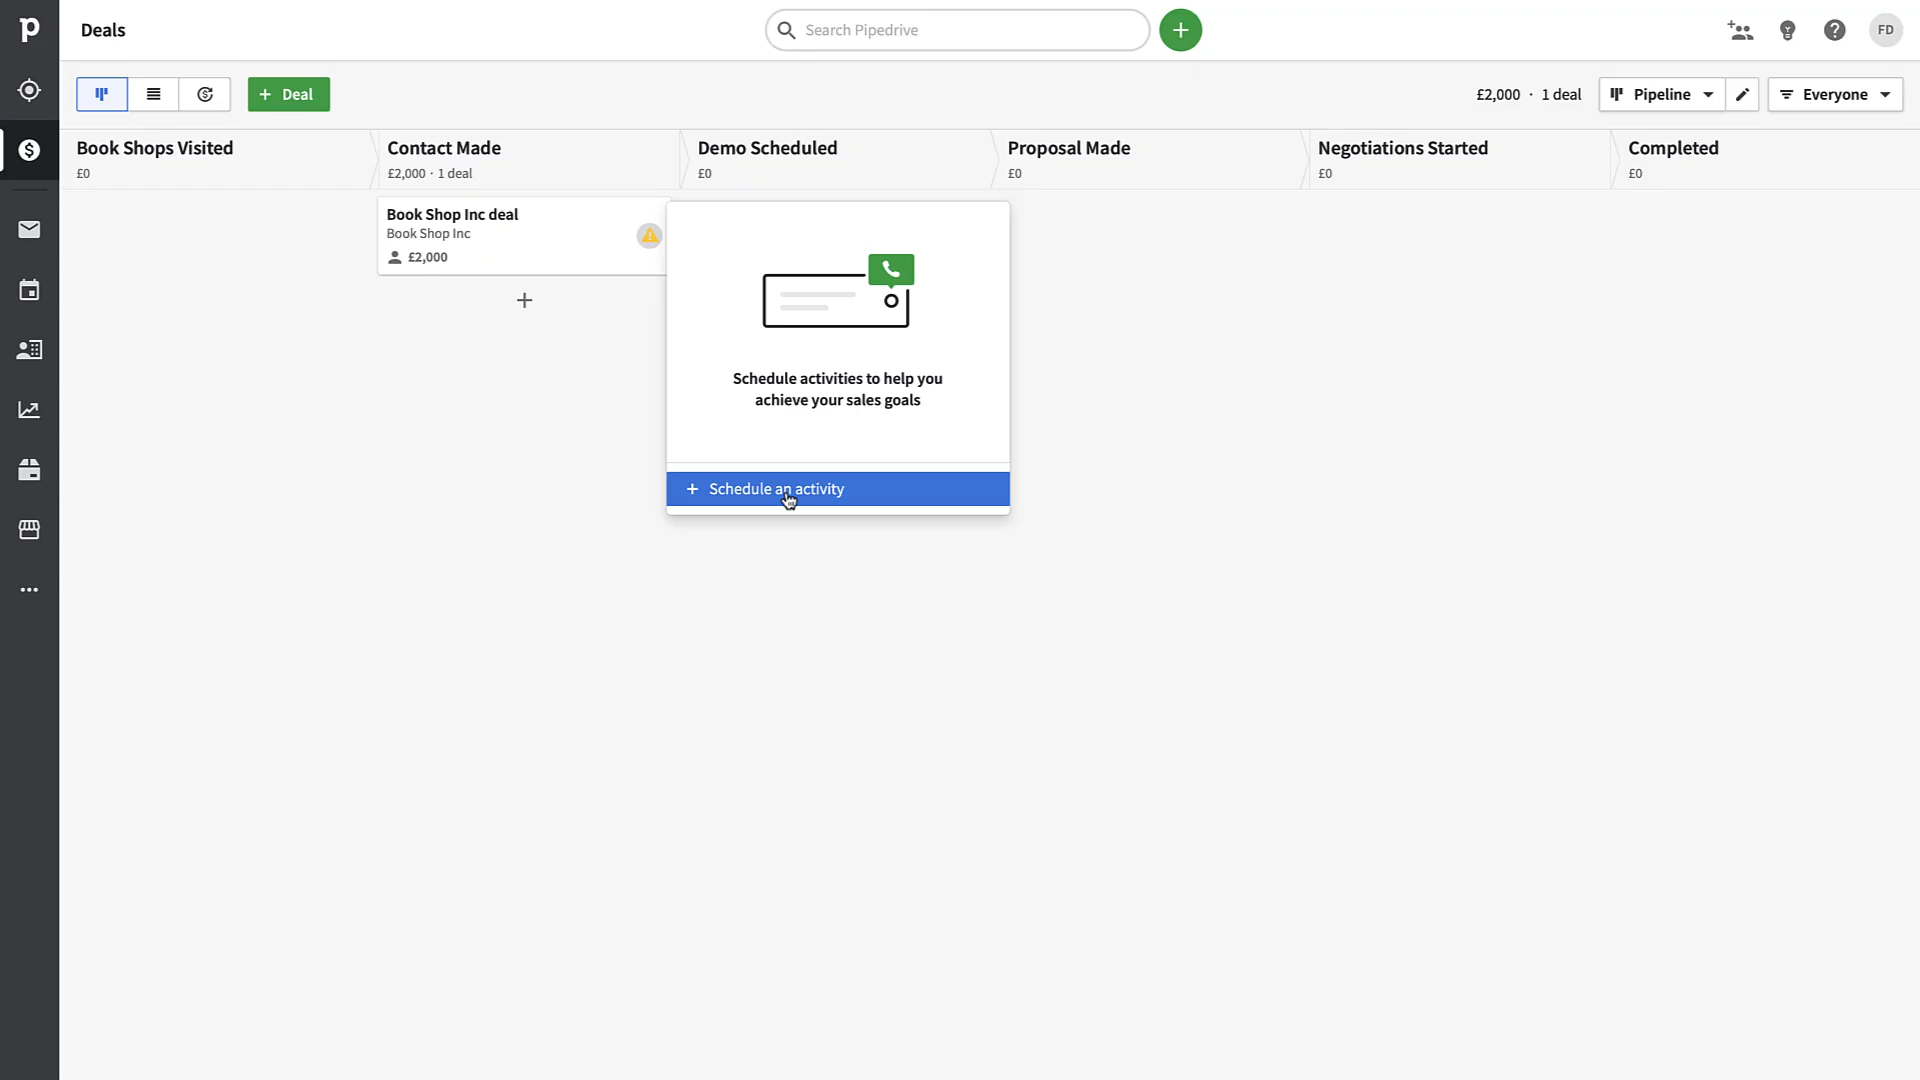 p
Deals
Search Pipedrive
FD
+ Deal
£2,000 · 1 deal
Pipeline
Everyone
Book Shops Visited
£0
Contact Made
£2,000 · 1 deal
Demo Scheduled
£0
Proposal Made
£0
Negotiations Started
£0
Completed
£0
Book Shop Inc deal
Book Shop Inc
£2,000
Schedule activities to help you
achieve your sales goals
+ Schedule an activity